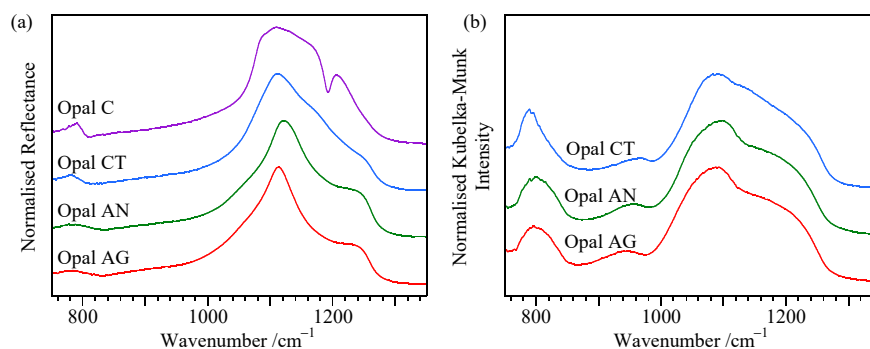 (a)
Normalised Reflectance
Opal C
Opal CT
Opal AN
Opal AG
800
1000
1200
Wavenumber /cm⁻¹
(b)
Normalised Kubelka-Munk
Intensity
Opal CT
Opal AN
Opal AG
800
1000
1200
Wavenumber /cm⁻¹